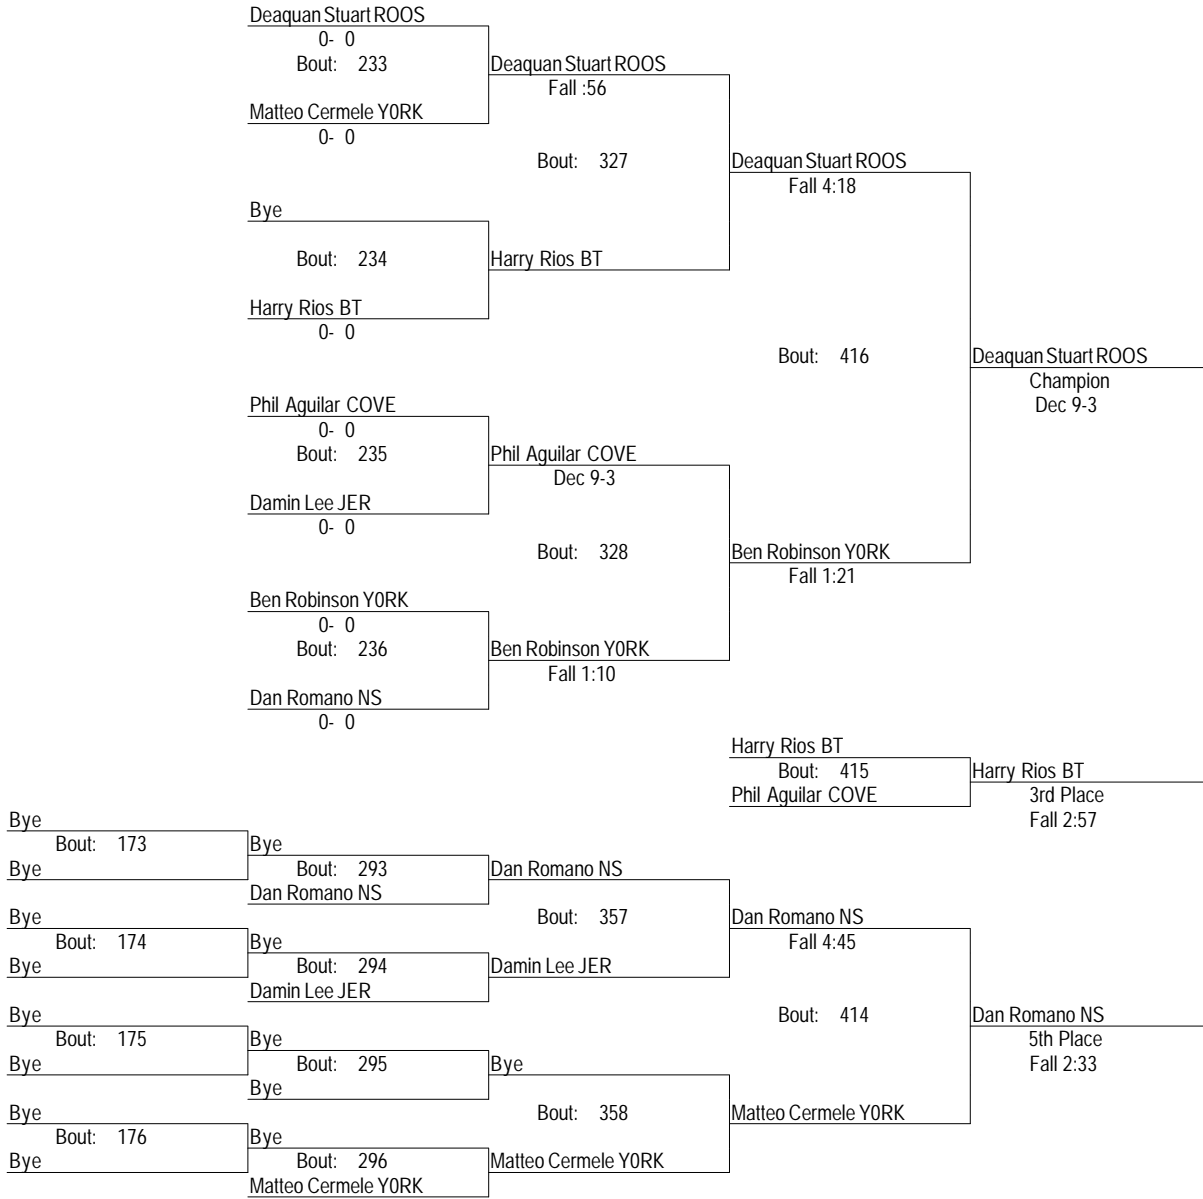 Deaquan Stuart ROOS
0- 0
Bout: 233
Deaquan Stuart ROOS
Fall :56
Matteo Cermele Y0RK
0- 0
Bout: 327
Deaquan Stuart ROOS
Fall 4:18
Bye
Bout: 234
Harry Rios BT
Harry Rios BT
0- 0
Bout: 416
Deaquan Stuart ROOS
Champion
Dec 9-3
Phil Aguilar COVE
0- 0
Bout: 235
Phil Aguilar COVE
Dec 9-3
Damin Lee JER
0- 0
Bout: 328
Ben Robinson Y0RK
Fall 1:21
Ben Robinson Y0RK
0- 0
Bout: 236
Ben Robinson Y0RK
Fall 1:10
Dan Romano NS
0- 0
Harry Rios BT
Bout: 415
Harry Rios BT
Phil Aguilar COVE
3rd Place
Fall 2:57
Bye
Bout: 173
Bye
Bye
Bout: 293
Dan Romano NS
Dan Romano NS
Bye
Bout: 357
Dan Romano NS
Fall 4:45
Bout: 174
Bye
Bye
Bout: 294
Damin Lee JER
Damin Lee JER
Bye
Bout: 414
Dan Romano NS
5th Place
Fall 2:33
Bout: 175
Bye
Bye
Bout: 295
Bye
Bye
Bye
Bout: 358
Matteo Cermele Y0RK
Bout: 176
Bye
Bye
Bout: 296
Matteo Cermele Y0RK
Matteo Cermele Y0RK